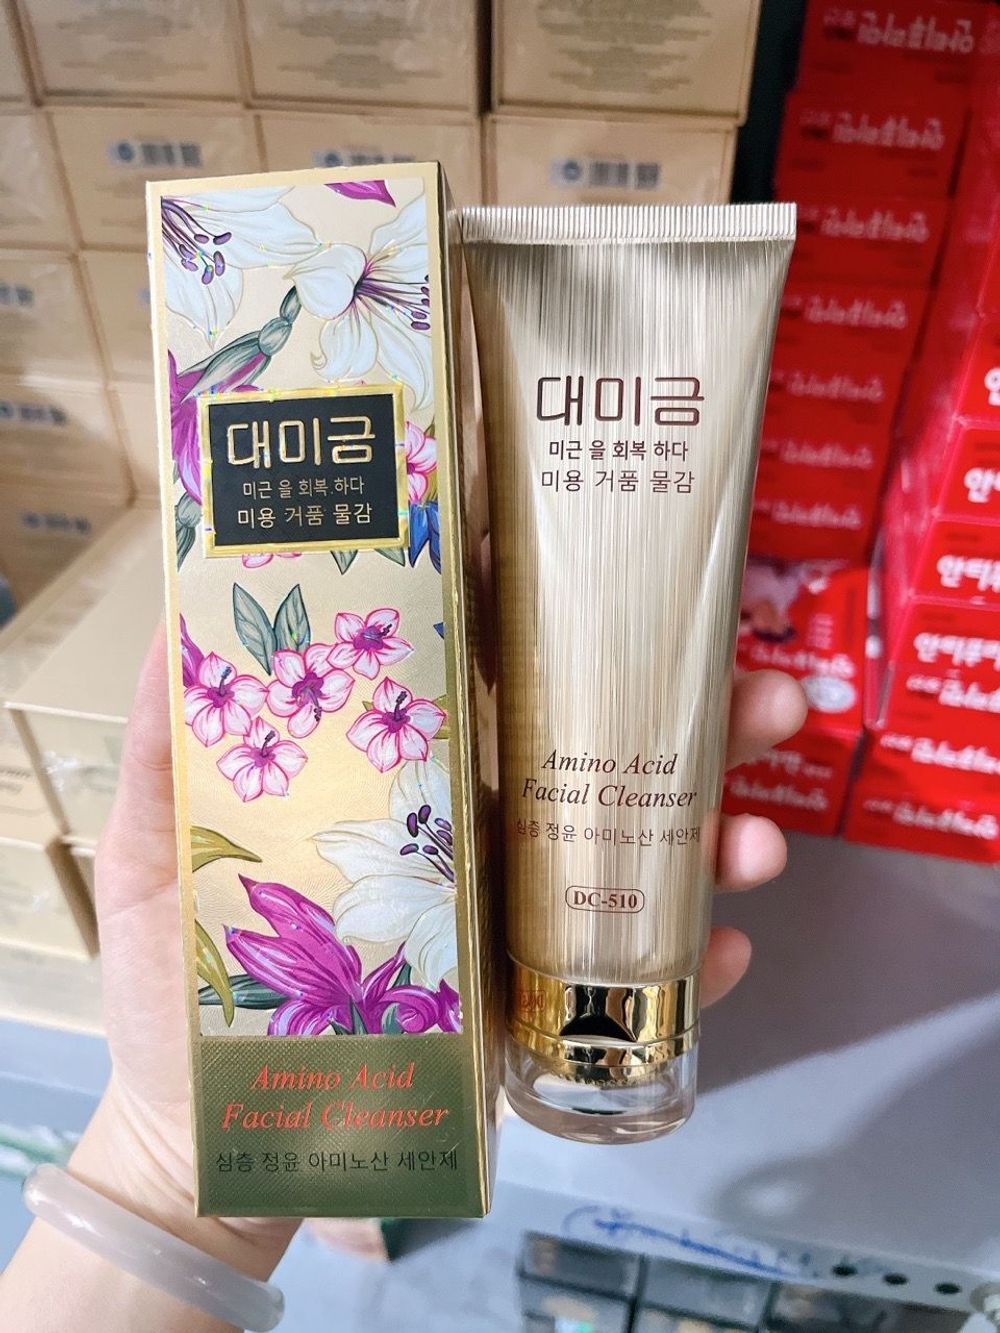 대미금
미근 을 회복 하다
미용 거품 물감
Amino Acid
Facial Cleanser
심층 정윤 아미노산 세안제
대미금
미근 을 회복 하다
미용 거품 물감
Amino Acid
Facial Cleanser
심층 정윤 아미노산 세안제
DC-510